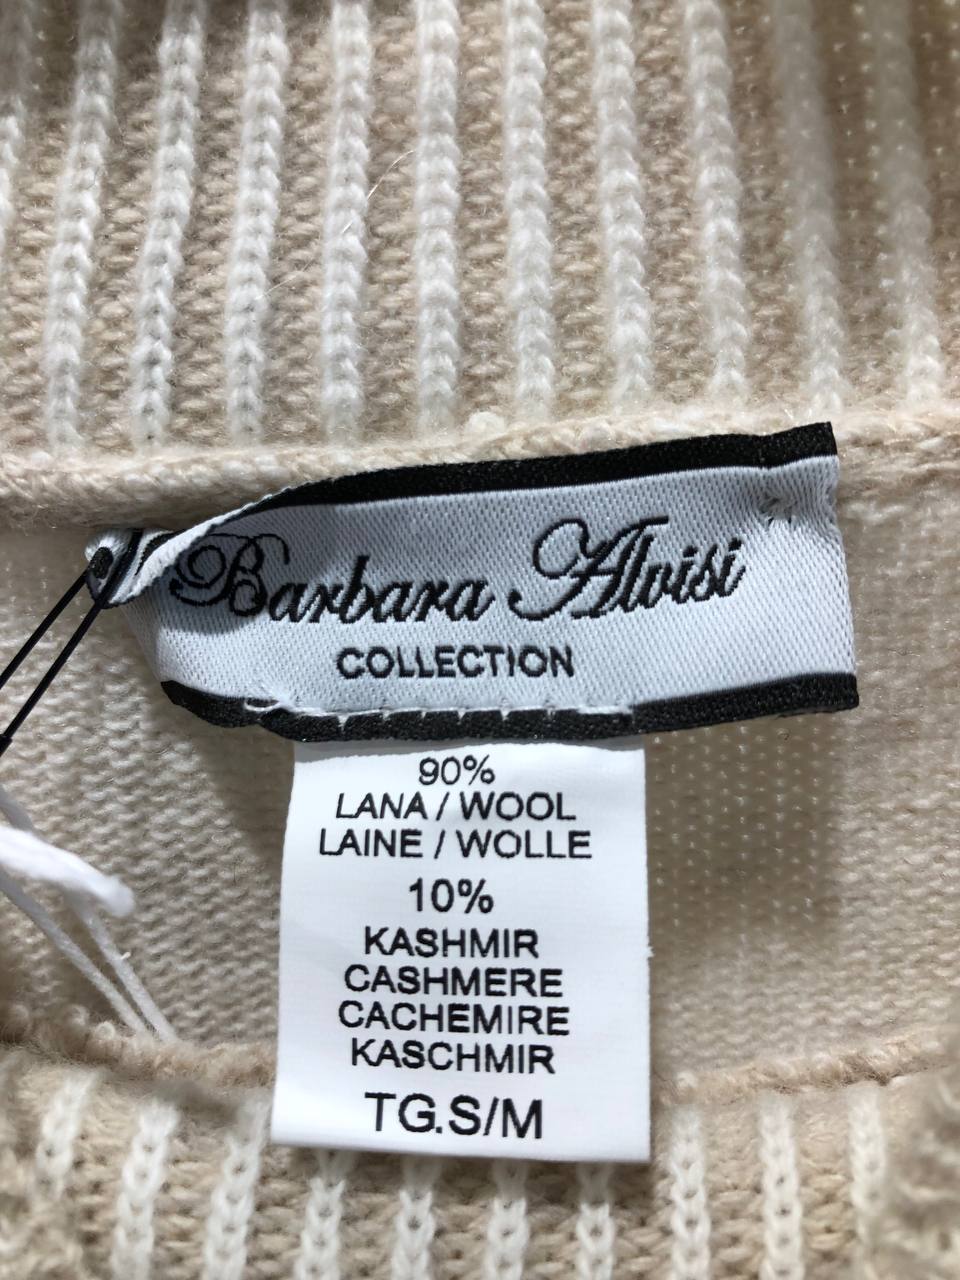 Barbara Alvisi
COLLECTION
90%
LANA / WOOL
LAINE / WOLLE
10%
KASHMIR
CASHMERE
CACHEMIRE
KASCHMIR
TG.S/M